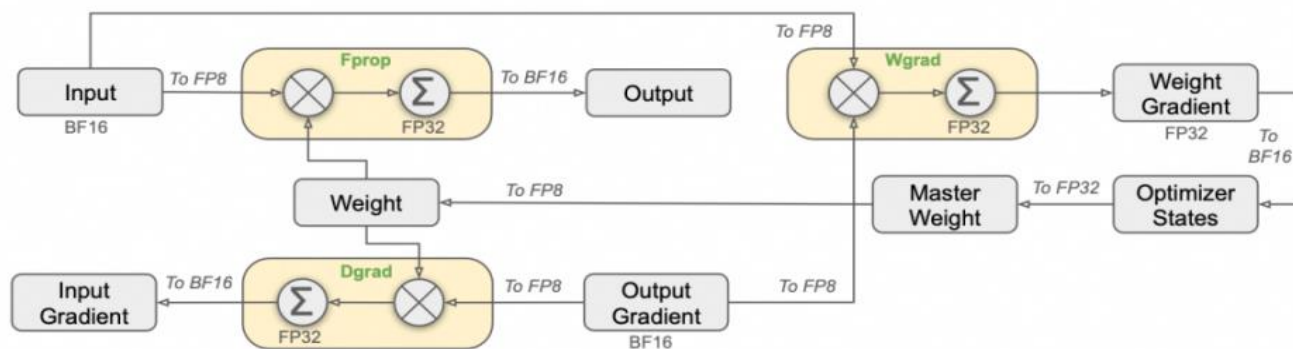 To FP8
Fprop
Wgrad
To FP8
To BF16
Input
Σ
Output
Σ
Weight
Gradient
BF16
FP32
FP32
FP32
To
BF16
To FP8
To FP32
Weight
Master
Weight
Optimizer
States
Dgrad
To BF16
To FP8
To FP8
Input
Gradient
Σ
Output
Gradient
FP32
BF16